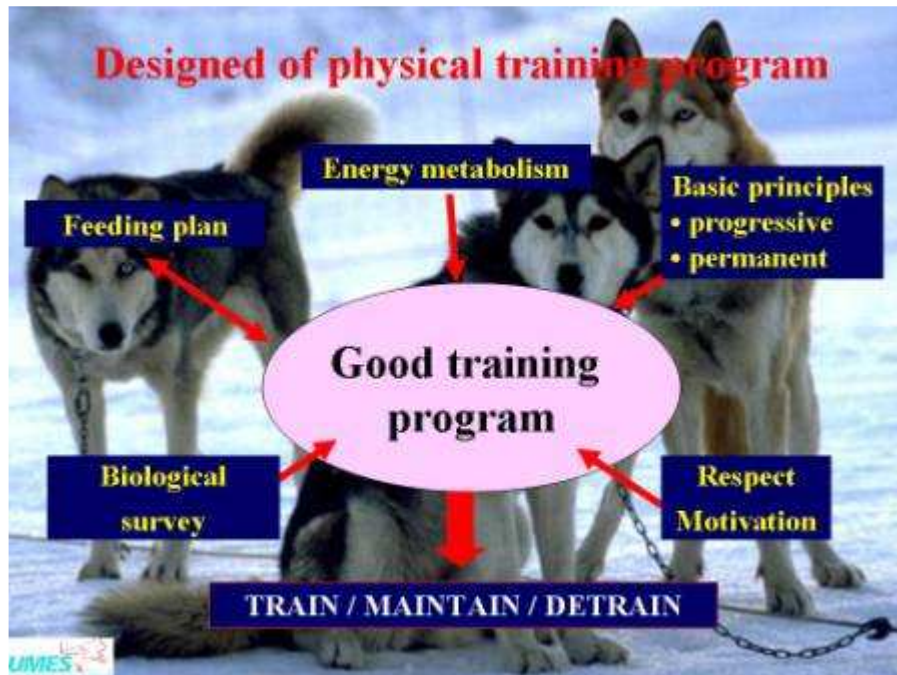 Designed of physical training program
Energy metabolism
Feeding plan
Basic principles
• progressive
• permanent
Good training
program
Biological
survey
Respect
Motivation
TRAIN / MAINTAIN / DETRAIN
UMES